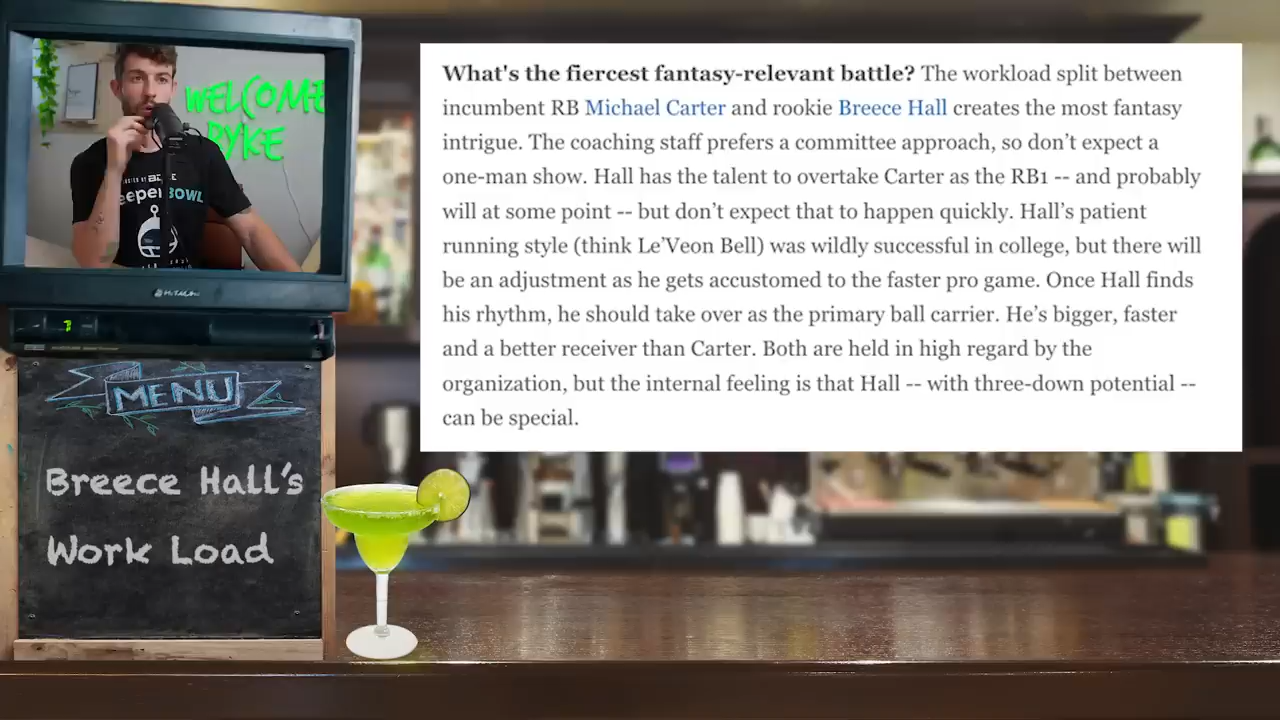 WELCOME
RYKE
eeper BOWL
HITACHI
MENU
Breece Hall's
Work Load
What's the fiercest fantasy-relevant battle? The workload split between
incumbent RB Michael Carter and rookie Breece Hall creates the most fantasy
intrigue. The coaching staff prefers a committee approach, so don't expect a
one-man show. Hall has the talent to overtake Carter as the RB1 -- and probably
will at some point -- but don't expect that to happen quickly. Hall's patient
running style (think Le'Veon Bell) was wildly successful in college, but there will
be an adjustment as he gets accustomed to the faster pro game. Once Hall finds
his rhythm, he should take over as the primary ball carrier. He's bigger, faster
and a better receiver than Carter. Both are held in high regard by the
organization, but the internal feeling is that Hall -- with three-down potential --
can be special.